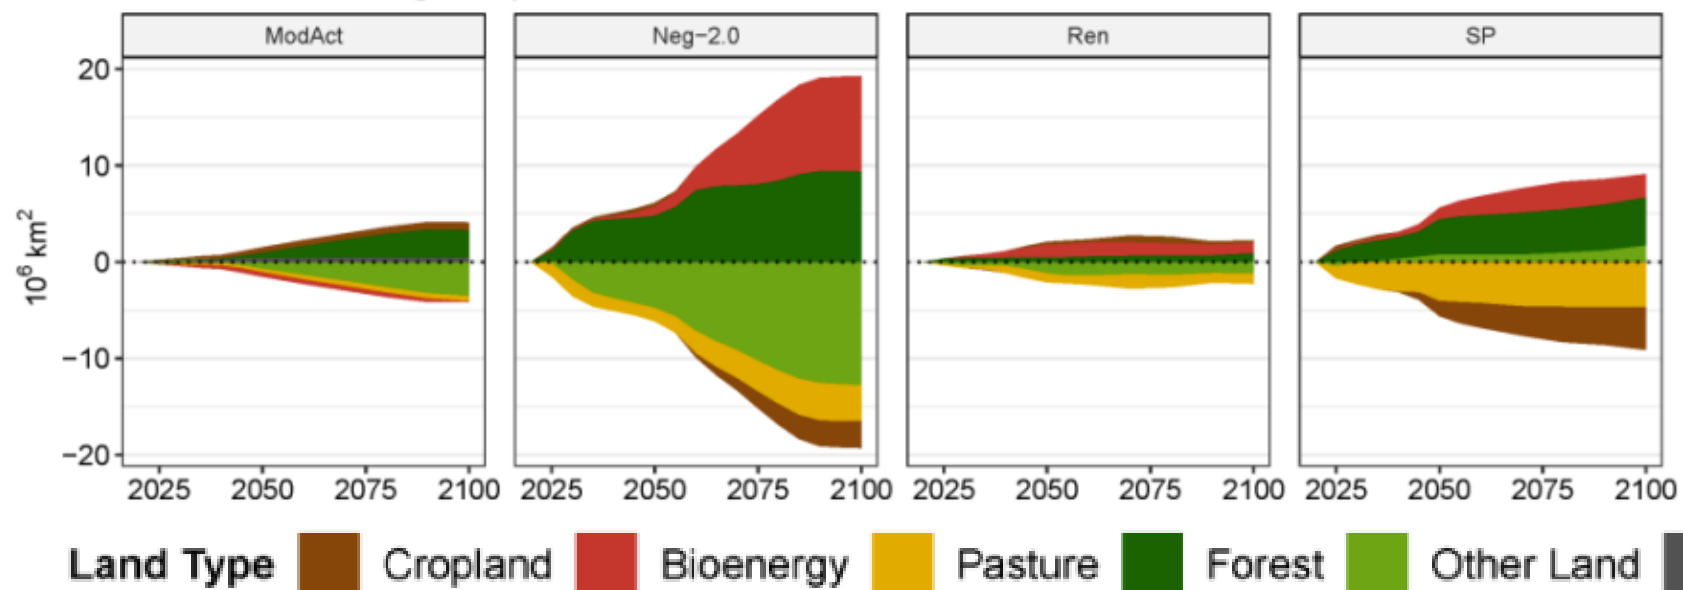 ModAct Neg−2.0 Ren SP
20
10
0
−10
−20
10⁶ km²
2025 2050 2075 2100 2025 2050 2075 2100 2025 2050 2075 2100 2025 2050 2075 2100
Land Type Cropland Bioenergy Pasture Forest Other Land